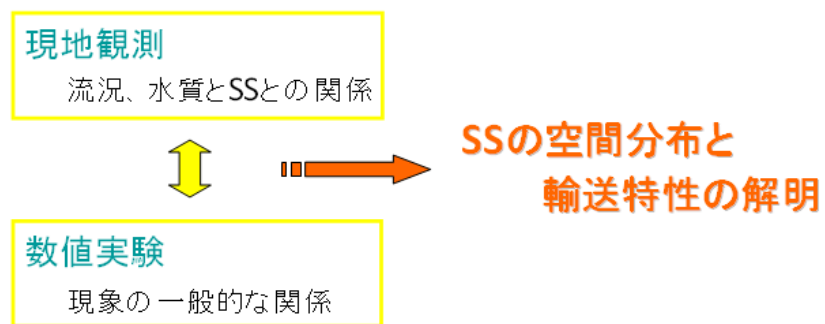 現地観測
流況、水質とSSとの関係
SSの空間分布と
輸送特性の解明
数値実験
現象の一般的な関係